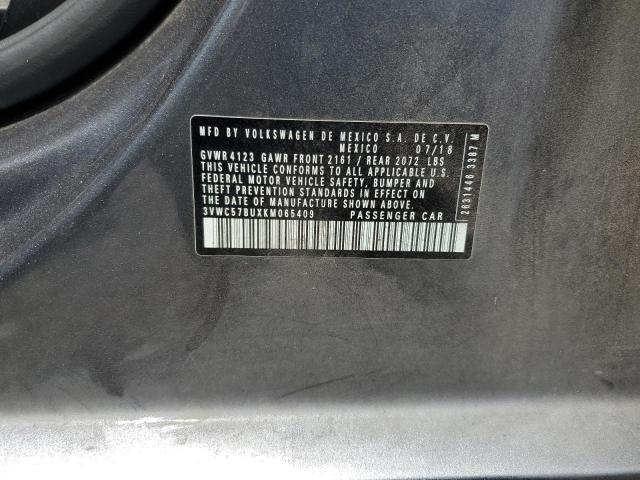 MFD BY VOLKSWAGEN DE MEXICO S.A. DE C.V.
MEXICO 07/18
GVWR 4123 GAWR FRONT 2161 / REAR 2072 LBS
THIS VEHICLE CONFORMS TO ALL APPLICABLE U.S.
FEDERAL MOTOR VEHICLE SAFETY, BUMPER AND
THEFT PREVENTION STANDARDS IN EFFECT ON
THE DATE OF MANUFACTURE SHOWN ABOVE.
3VWC57BUXKM065409 PASSENGER CAR
2631446 3387 M